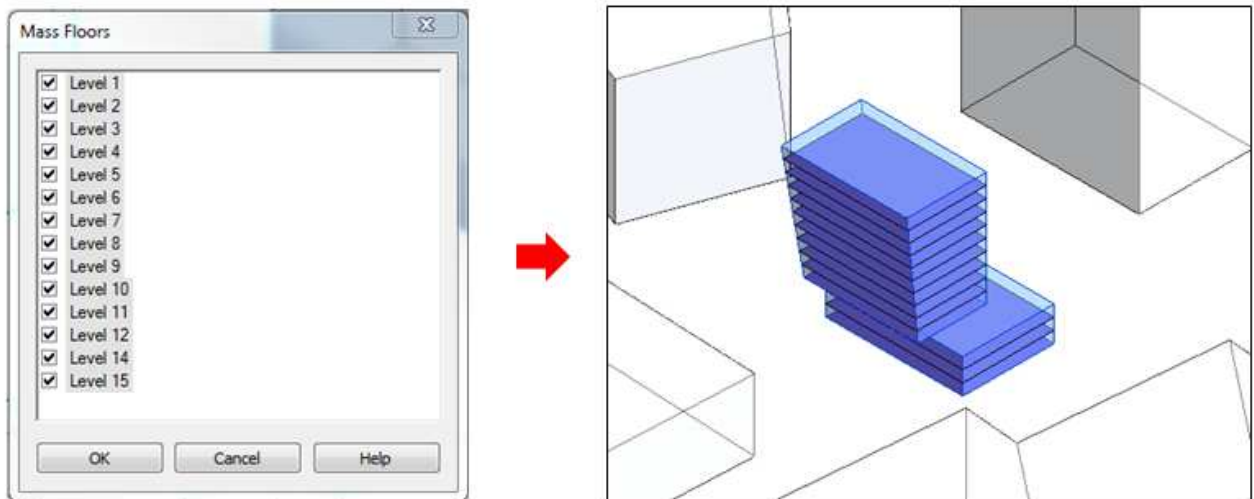 Mass Floors
Level 1
Level 2
Level 3
Level 4
Level 5
Level 6
Level 7
Level 8
Level 9
Level 10
Level 11
Level 12
Level 14
Level 15
OK Cancel Help